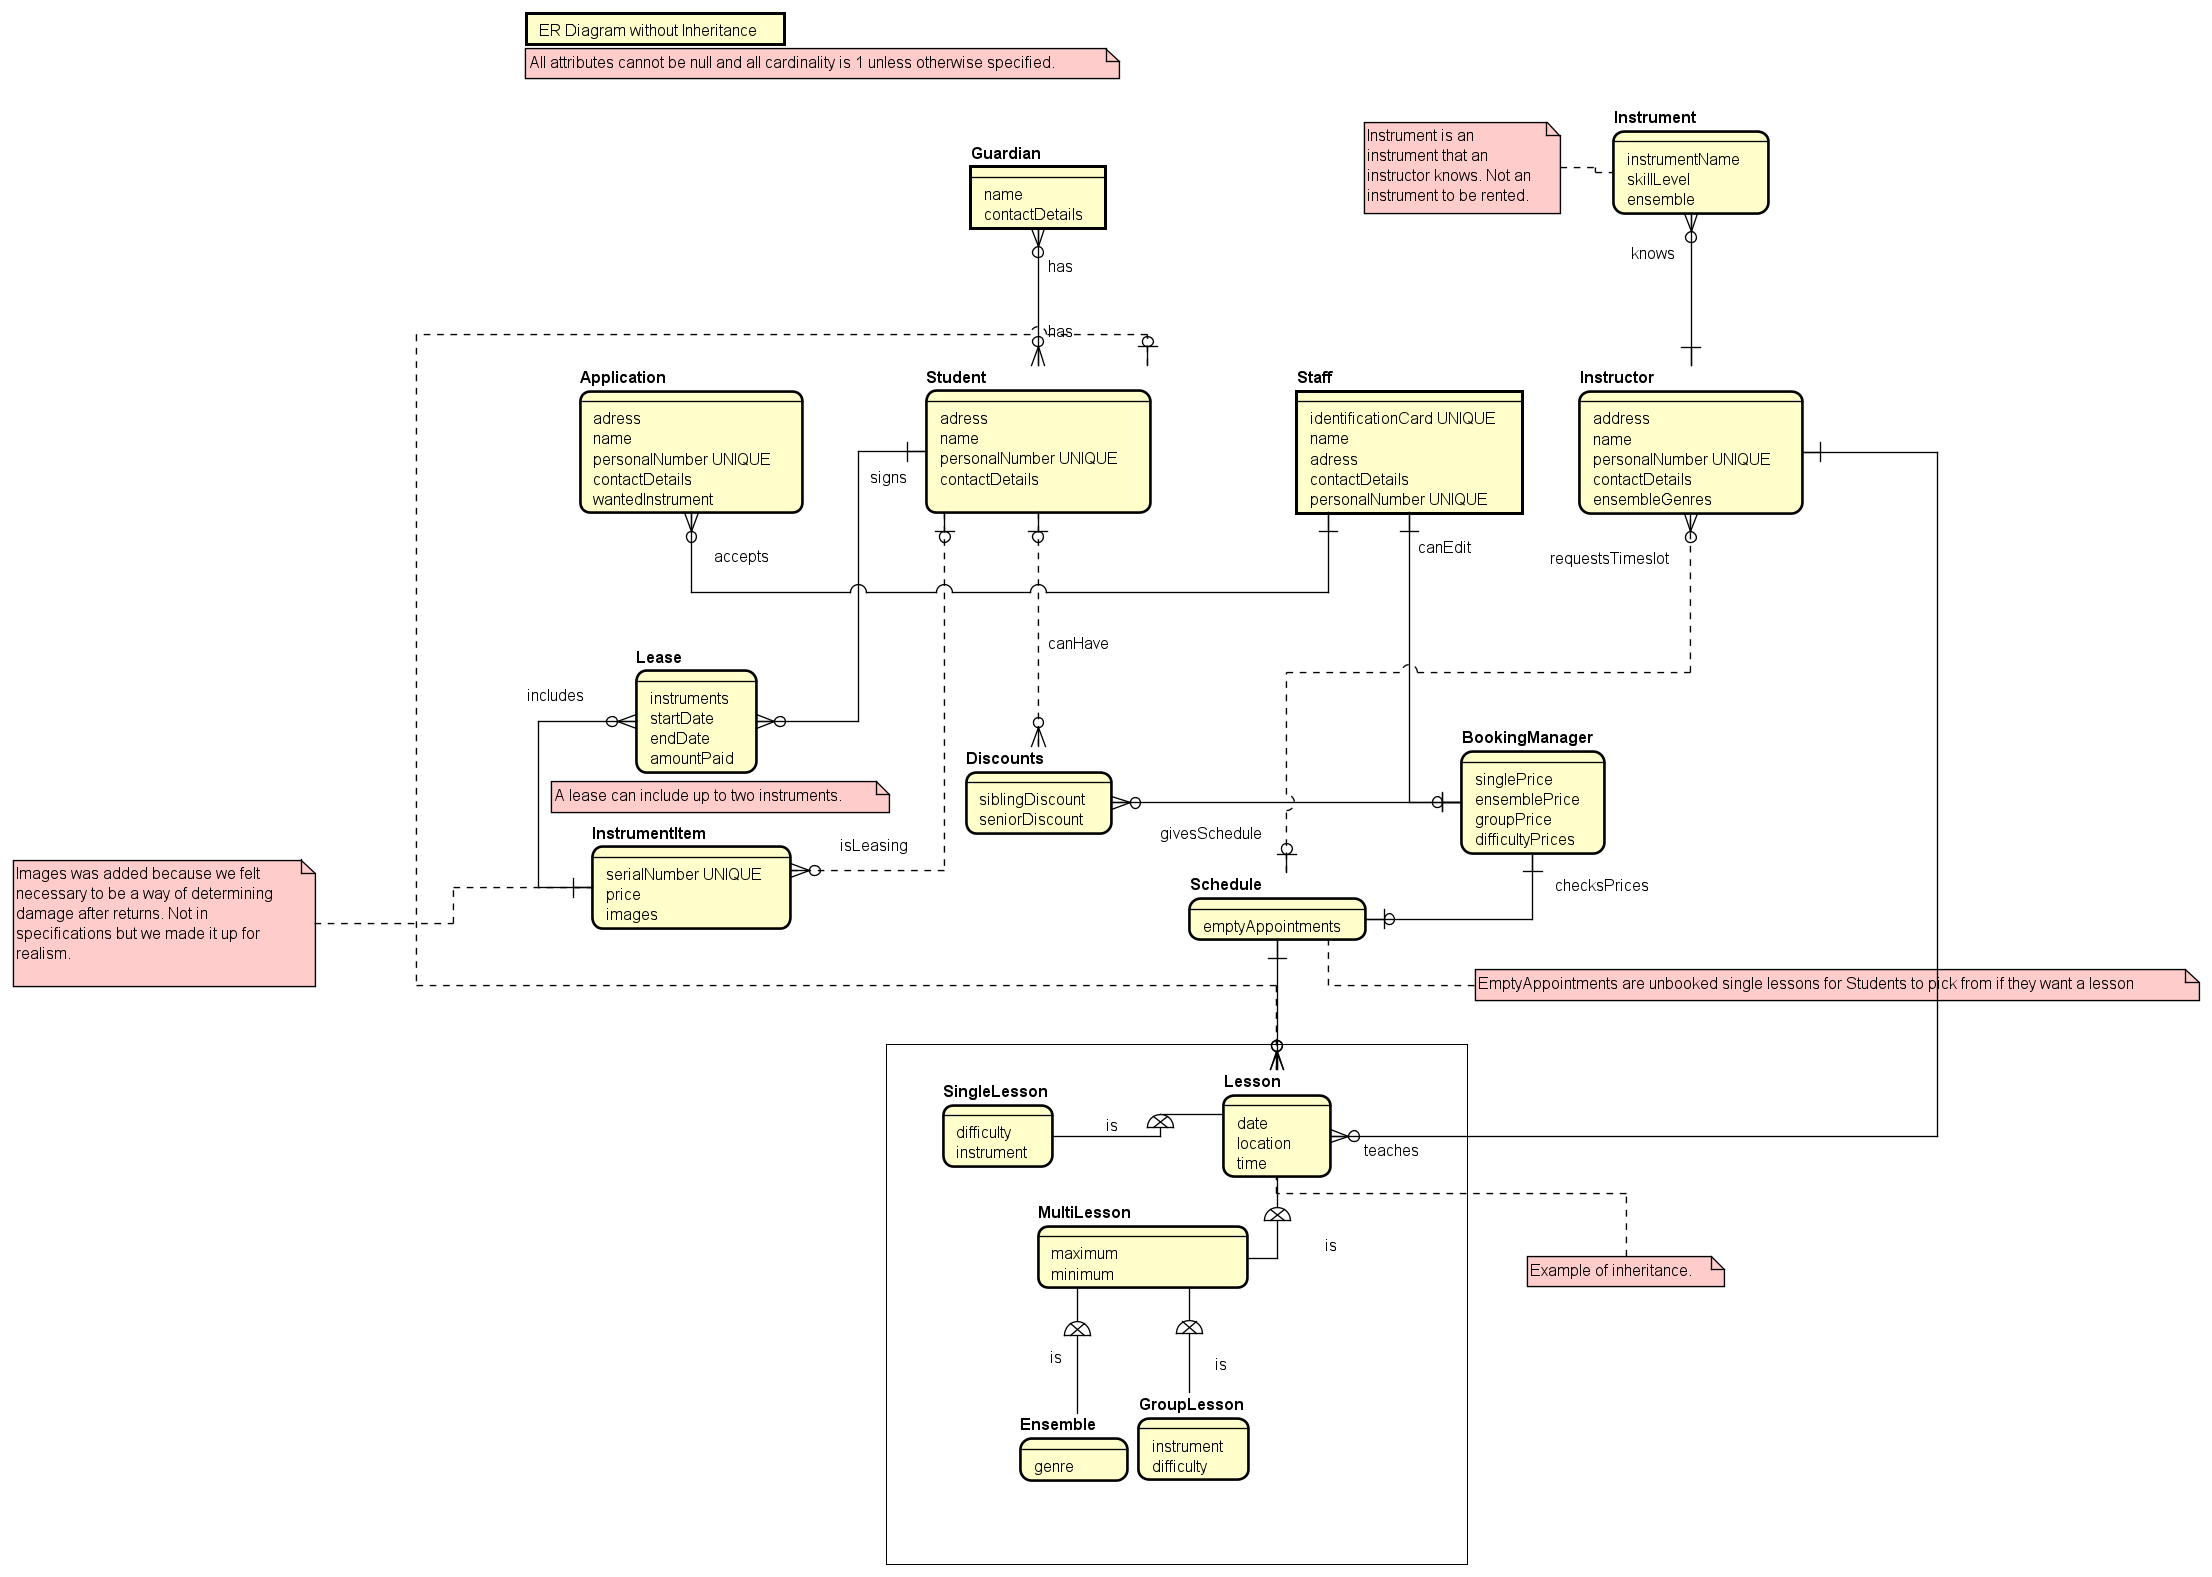 ER Diagram without Inheritance
All attributes cannot be null and all cardinality is 1 unless otherwise specified.
Instrument
instrumentName
skillLevel
ensemble
Instrument is an
instrument that an
instructor knows. Not an
instrument to be rented.
Guardian
name
contactDetails
has
knows
has
Application
adress
name
personalNumber UNIQUE
contactDetails
wantedInstrument
Student
adress
name
personalNumber UNIQUE
contactDetails
Staff
identificationCard UNIQUE
name
adress
contactDetails
personalNumber UNIQUE
Instructor
address
name
personalNumber UNIQUE
contactDetails
ensembleGenres
signs
accepts
canEdit
requestsTimeslot
canHave
Lease
instruments
startDate
endDate
amountPaid
includes
A lease can include up to two instruments.
Discounts
siblingDiscount
seniorDiscount
BookingManager
singlePrice
ensemblePrice
groupPrice
difficultyPrices
givesSchedule
InstrumentItem
serialNumber UNIQUE
price
images
isLeasing
Images was added because we felt
necessary to be a way of determining
damage after returns. Not in
specifications but we made it up for
realism.
checksPrices
Schedule
emptyAppointments
EmptyAppointments are unbooked single lessons for Students to pick from if they want a lesson
SingleLesson
difficulty
instrument
is
Lesson
date
location
time
teaches
MultiLesson
maximum
minimum
is
Example of inheritance.
is
is
Ensemble
genre
GroupLesson
instrument
difficulty